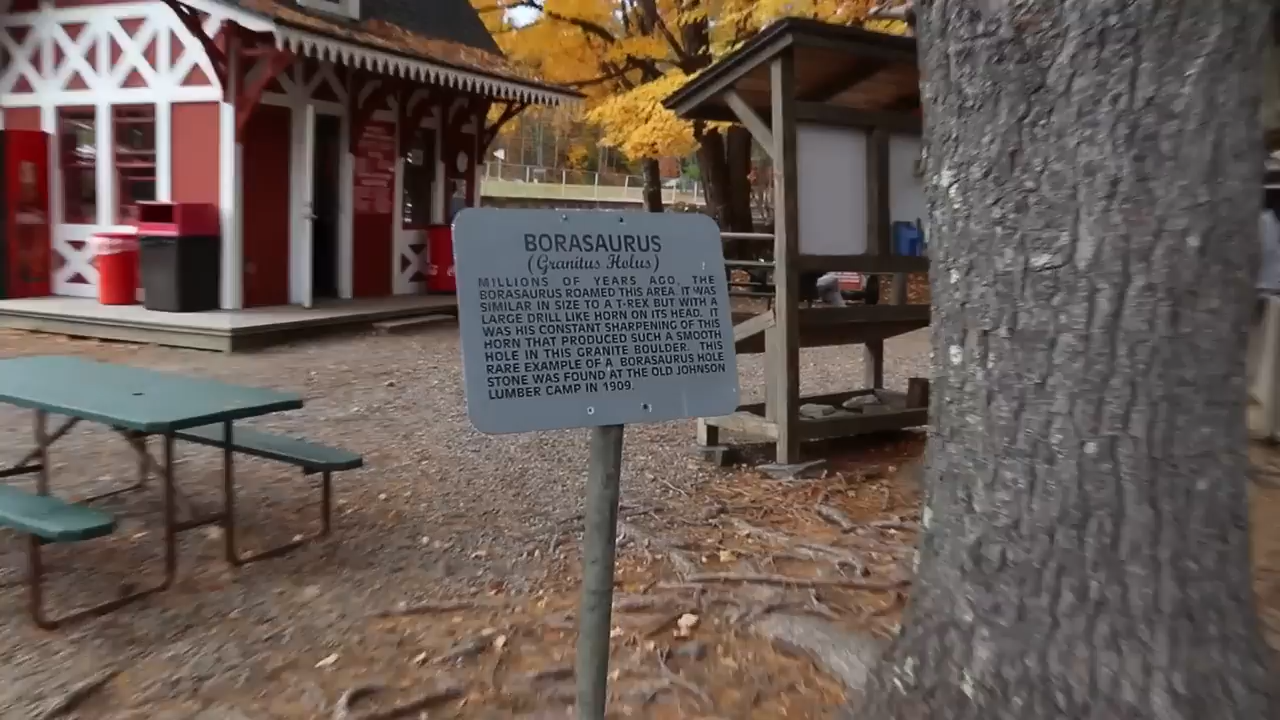 BORASAURUS
(Granitus Holus)
MILLIONS OF YEARS AGO, THE
BORASAURUS ROAMED THIS AREA. IT WAS
SIMILAR IN SIZE TO A T-REX BUT WITH A
LARGE DRILL LIKE HORN ON ITS HEAD. IT
WAS HIS CONSTANT SHARPENING OF THIS
HORN THAT PRODUCED SUCH A SMOOTH
HOLE IN THIS GRANITE BOULDER. THIS
RARE EXAMPLE OF A BORASAURUS HOLE
STONE WAS FOUND AT THE OLD JOHNSON
LUMBER CAMP IN 1909.